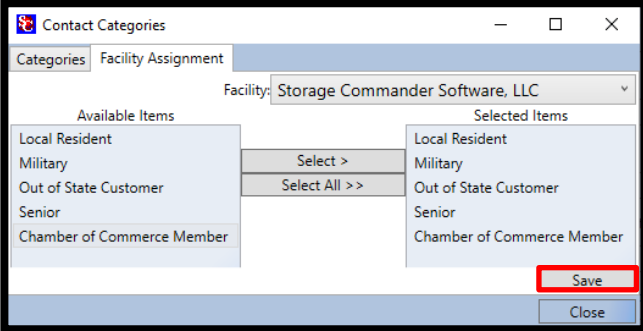 Contact Categories
Categories
Facility Assignment
Facility: Storage Commander Software, LLC
Available Items
Selected Items
Local Resident
Military
Out of State Customer
Senior
Chamber of Commerce Member
Select >
Select All >>
Local Resident
Military
Out of State Customer
Senior
Chamber of Commerce Member
Save
Close